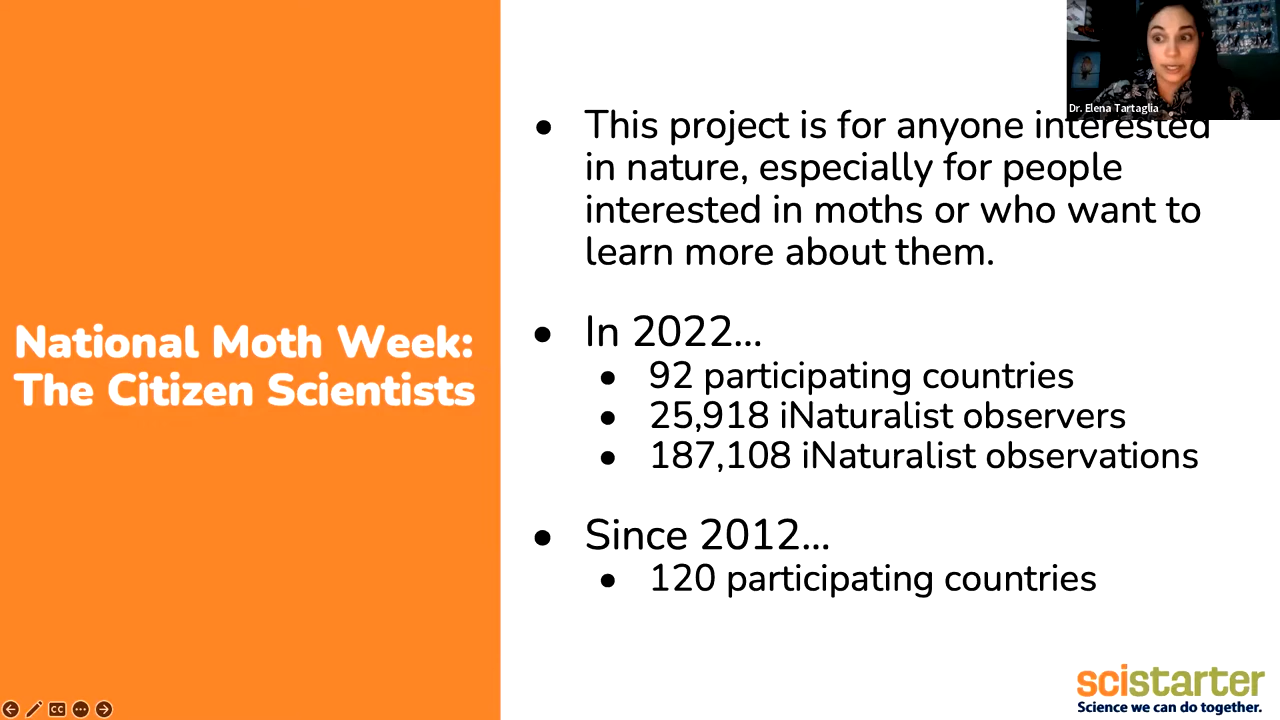 Dr. Elena Tartaglia
National Moth Week:
The Citizen Scientists
• This project is for anyone interested
in nature, especially for people
interested in moths or who want to
learn more about them.
• In 2022...
• 92 participating countries
• 25,918 iNaturalist observers
• 187,108 iNaturalist observations
• Since 2012...
• 120 participating countries
CC
scistarter
Science we can do together.